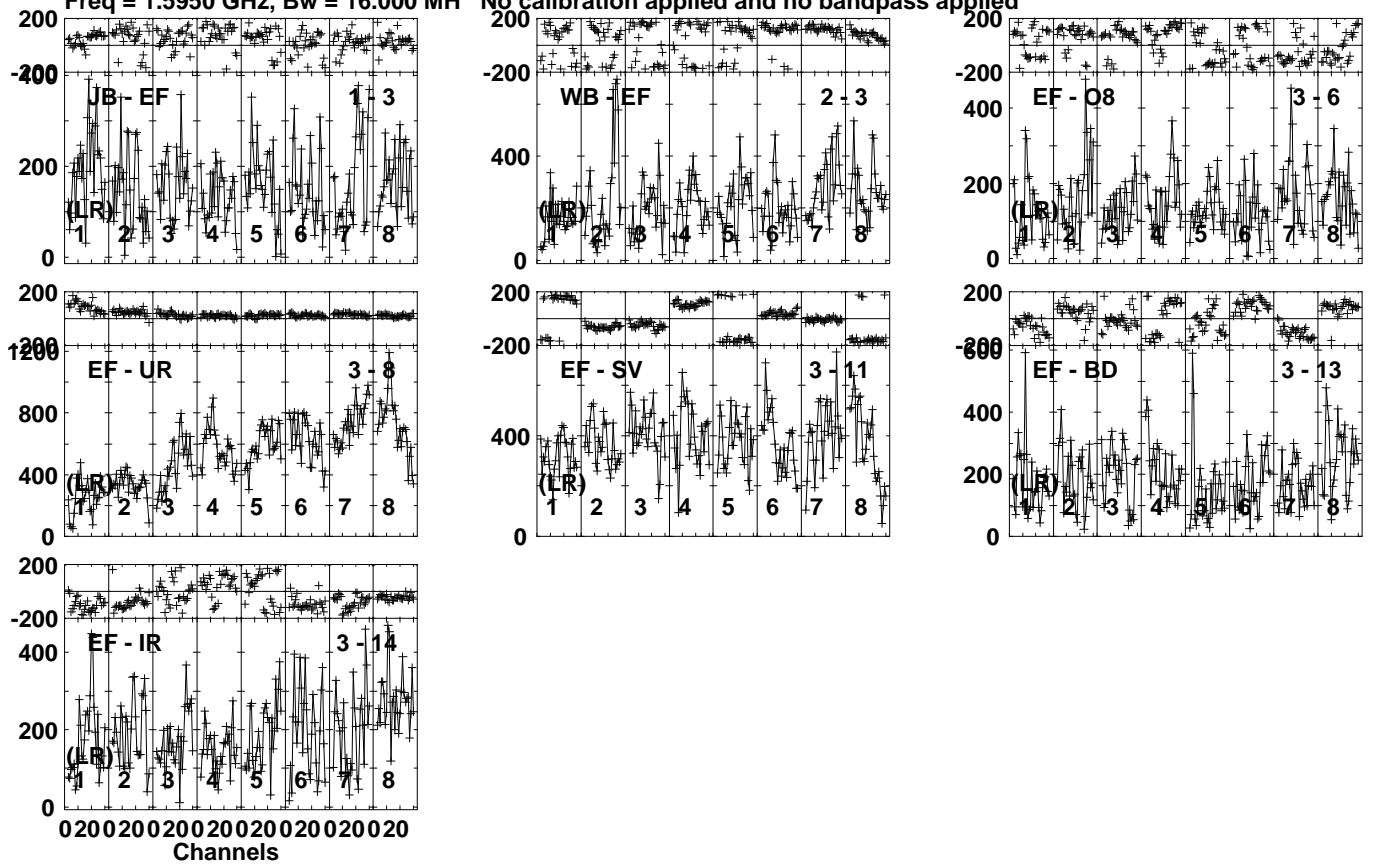 Freq = 1.5950 GHz, Bw = 16.000 MH No calibration applied and no bandpass applied
200
-200
400
200
0
JB - EF
1 - 3
(LR)
1 2 3 4 5 6 7 8
200
-200
400
0
WB - EF
2 - 3
(LR)
1 2 3 4 5 6 7 8
200
-200
400
200
0
EF - O8
3 - 6
(LR)
1 2 3 4 5 6 7 8
200
-200
1200
800
400
0
EF - UR
3 - 8
(LR)
1 2 3 4 5 6 7 8
200
-200
400
0
EF - SV
3 - 11
(LR)
1 2 3 4 5 6 7 8
200
-200
600
400
200
0
EF - BD
3 - 13
(LR)
1 2 3 4 5 6 7 8
200
-200
400
200
0
EF - IR
3 - 14
(LR)
1 2 3 4 5 6 7 8
0 20 0 20 0 20 0 20 0 20 0 20 0 20 0 20
Channels